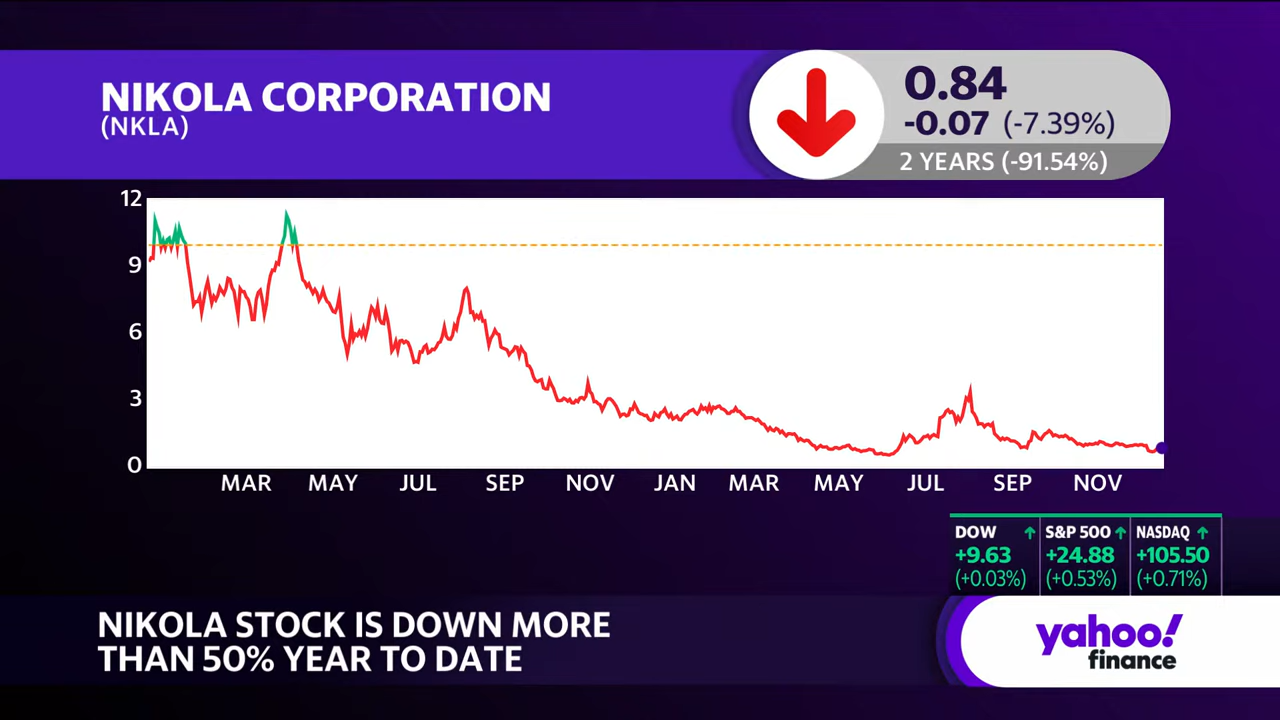 NIKOLA CORPORATION
(NKLA)
0.84
-0.07 (-7.39%)
2 YEARS (-91.54%)
12
9
6
3
0
MAR MAY JUL SEP NOV JAN MAR MAY JUL SEP NOV
DOW S&P 500 NASDAQ
+9.63 +24.88 +105.50
(+0.03%) (+0.53%) (+0.71%)
NIKOLA STOCK IS DOWN MORE
THAN 50% YEAR TO DATE
yahoo!
finance